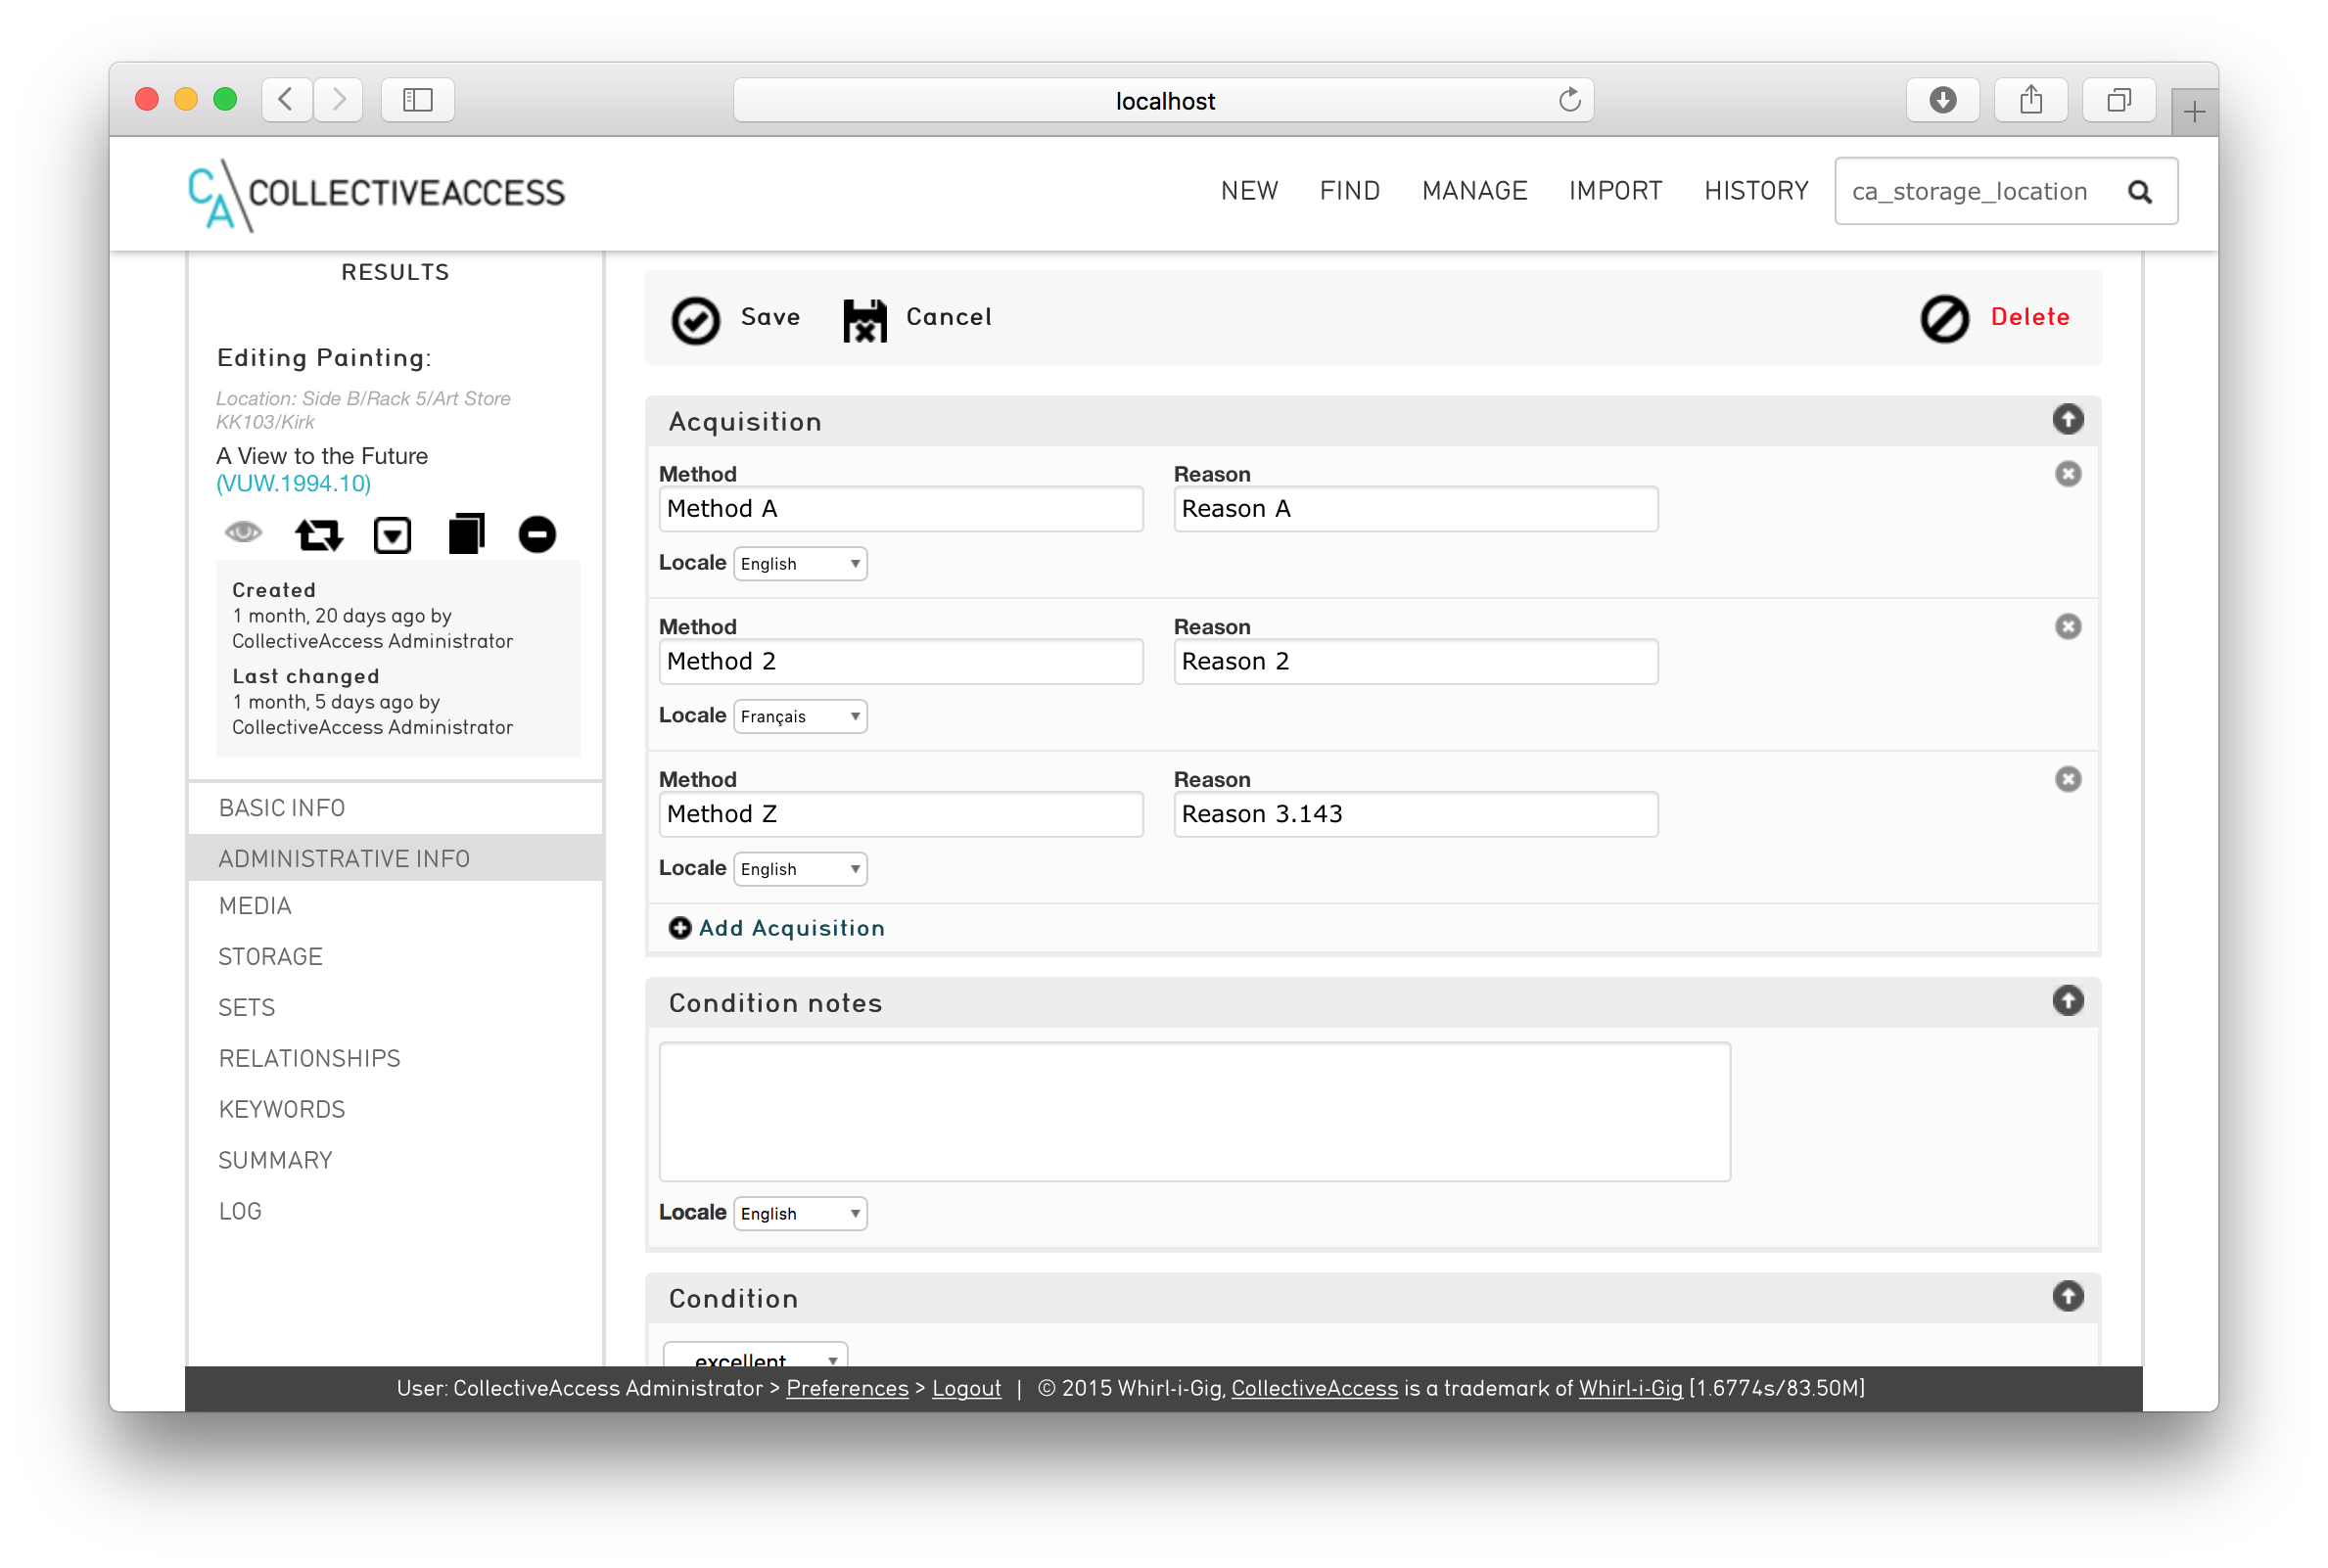 localhost
CA COLLECTIVEACCESS
NEW FIND MANAGE IMPORT HISTORY ca_storage_location
RESULTS
Editing Painting:
Location: Side B/Rack 5/Art Store
KK103/Kirk
A View to the Future
(VUW.1994.10)
Created
1 month, 20 days ago by
CollectiveAccess Administrator
Last changed
1 month, 5 days ago by
CollectiveAccess Administrator
BASIC INFO
ADMINISTRATIVE INFO
MEDIA
STORAGE
SETS
RELATIONSHIPS
KEYWORDS
SUMMARY
LOG
Save Cancel Delete
Acquisition
Method Reason
Method A Reason A
Locale English
Method Reason
Method 2 Reason 2
Locale Français
Method Reason
Method Z Reason 3.143
Locale English
Add Acquisition
Condition notes
Locale English
Condition
excellent
User: CollectiveAccess Administrator > Preferences > Logout | © 2015 Whirl-i-Gig, CollectiveAccess is a trademark of Whirl-i-Gig [1.6774s/83.50M]